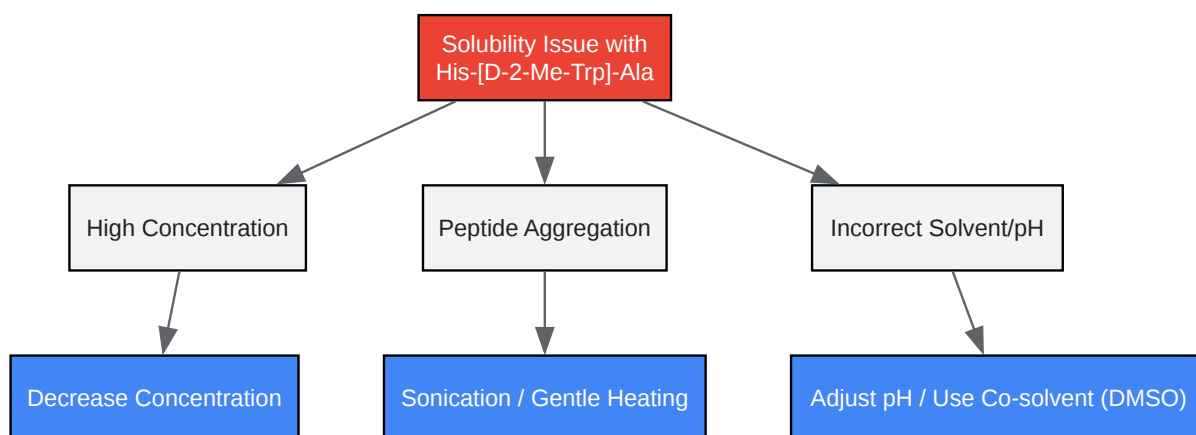 Solubility Issue with
His-[D-2-Me-Trp]-Ala
High Concentration
Peptide Aggregation
Incorrect Solvent/pH
Decrease Concentration
Sonication / Gentle Heating
Adjust pH / Use Co-solvent (DMSO)